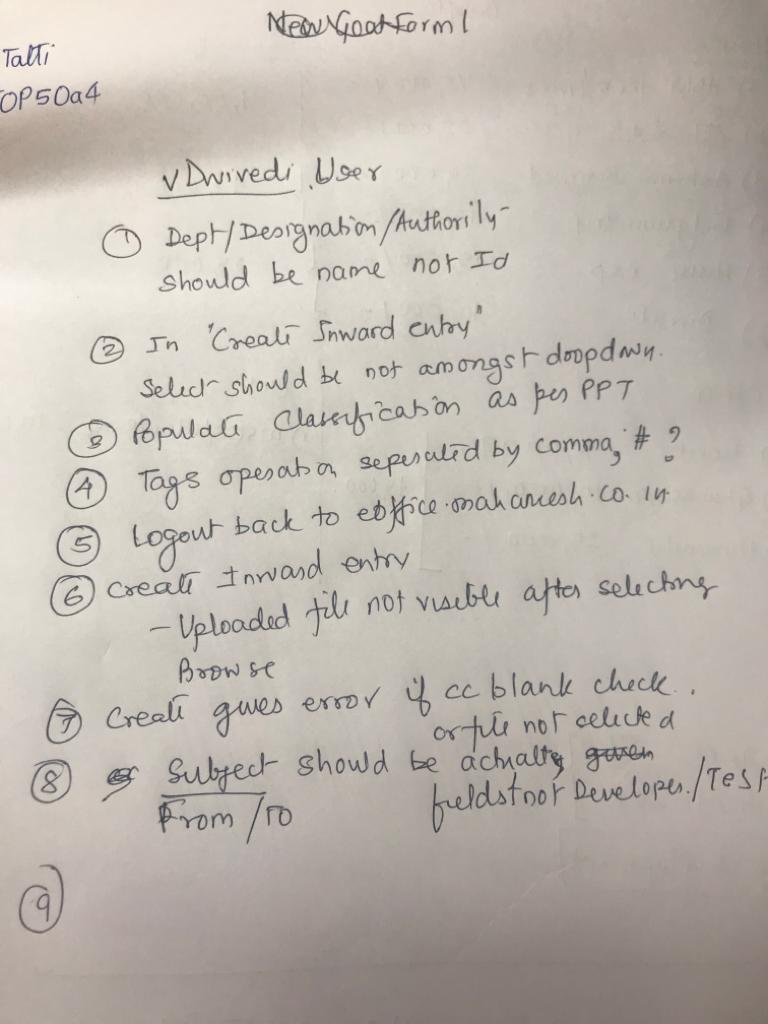 Form 1
Talti
OP50a4
vDwivedi User
① Dept/Designation/Authority-
should be name not Id
② In 'Create Inward entry"
Select should be not amongst doopdown.
③ Populate Classification as per PPT
④ Tags operation seperated by comma, # ?
⑤ Logout back to eoffice.mahamesh.co.in
⑥ Create Inward entry
- Uploaded file not visible after selecting
Browse
⑦ Create gives error if cc blank check.
or file not selected
⑧ Subject should be actually given
From/To fields not Developer./Test
⑨